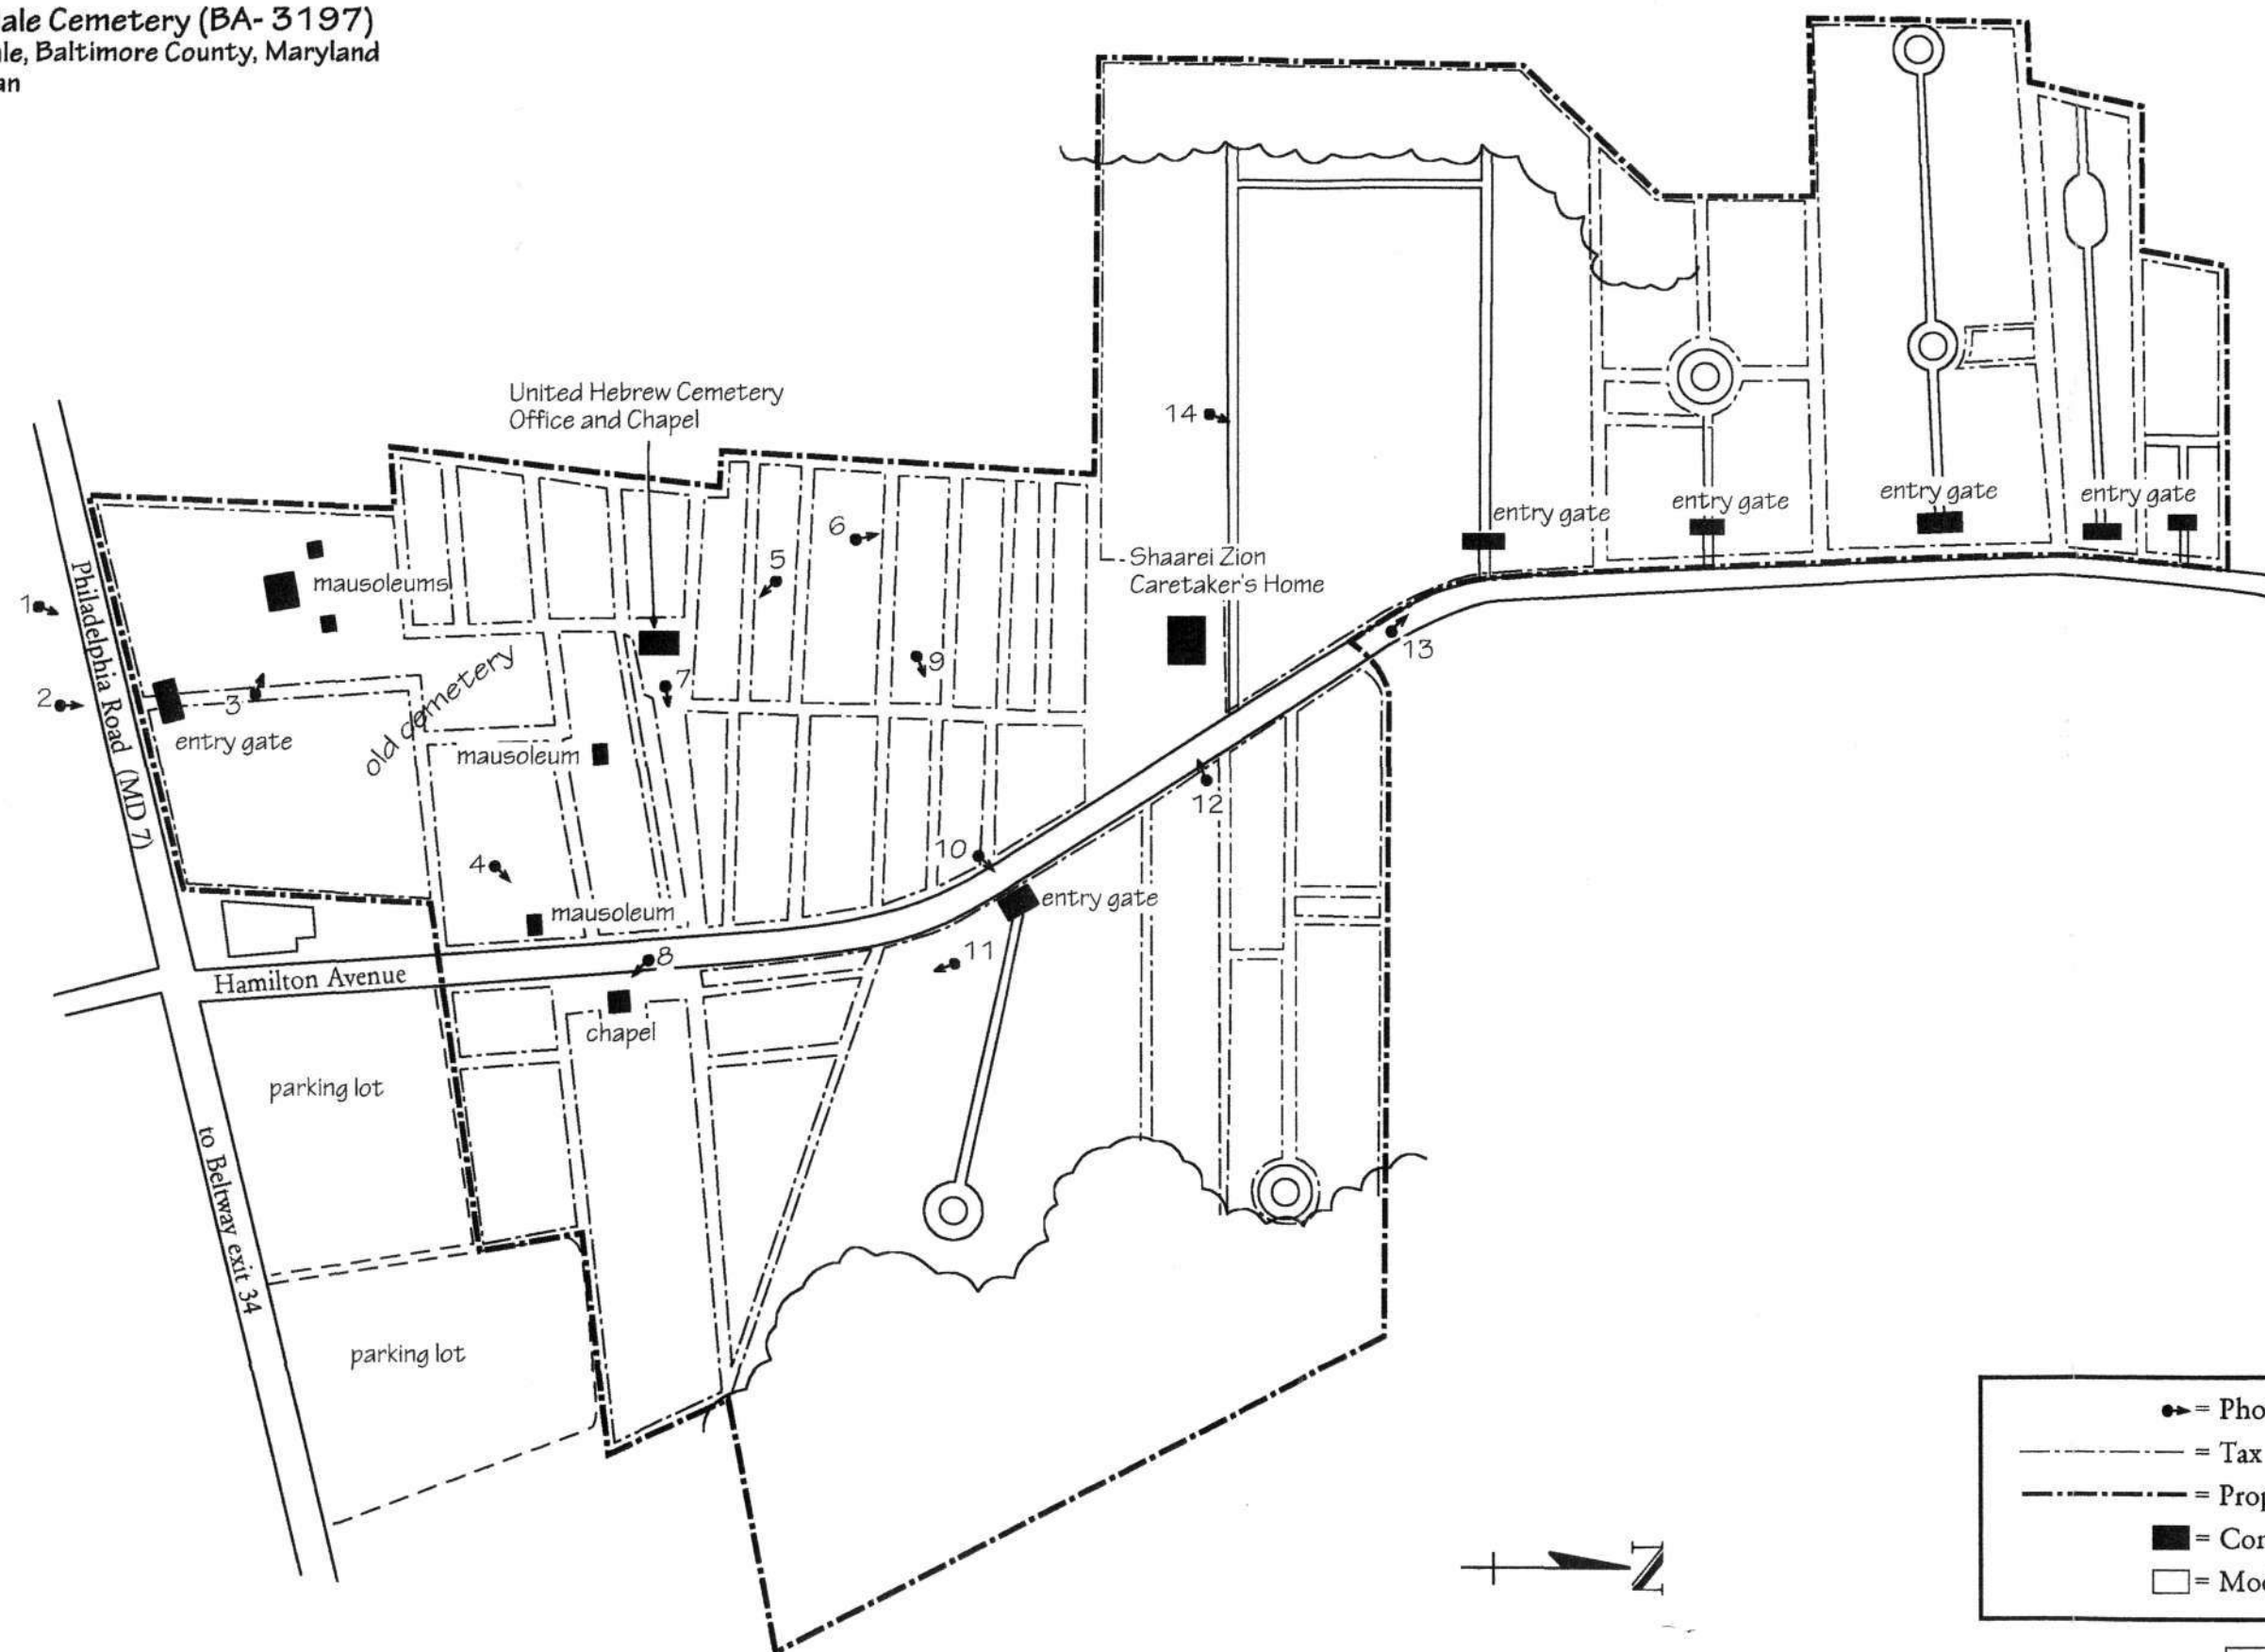 ale Cemetery (BA-3197)
le, Baltimore County, Maryland
an
United Hebrew Cemetery
Office and Chapel
14
6
5
entry gate
entry gate
entry gate
entry gate
Shaarei Zion
Caretaker's Home
mausoleums
1
Philadelphia Road (MD 7)
2
3
entry gate
old cemetery
7
9
13
mausoleum
12
10
4
mausoleum
entry gate
8
11
Hamilton Avenue
chapel
parking lot
to Beltway exit 34
parking lot
= Pho
= Tax
= Prop
= Con
= Mod
N